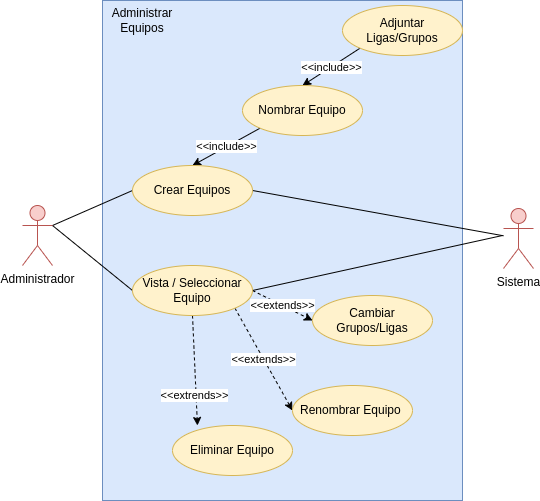 Administrar
Equipos
Adjuntar
Ligas/Grupos
<<include>>
Nombrar Equipo
<<include>>
Crear Equipos
Administrador
Sistema
Vista / Seleccionar
Equipo
<<extends>>
Cambiar
Grupos/Ligas
<<extends>>
<<extrends>>
Renombrar Equipo
Eliminar Equipo